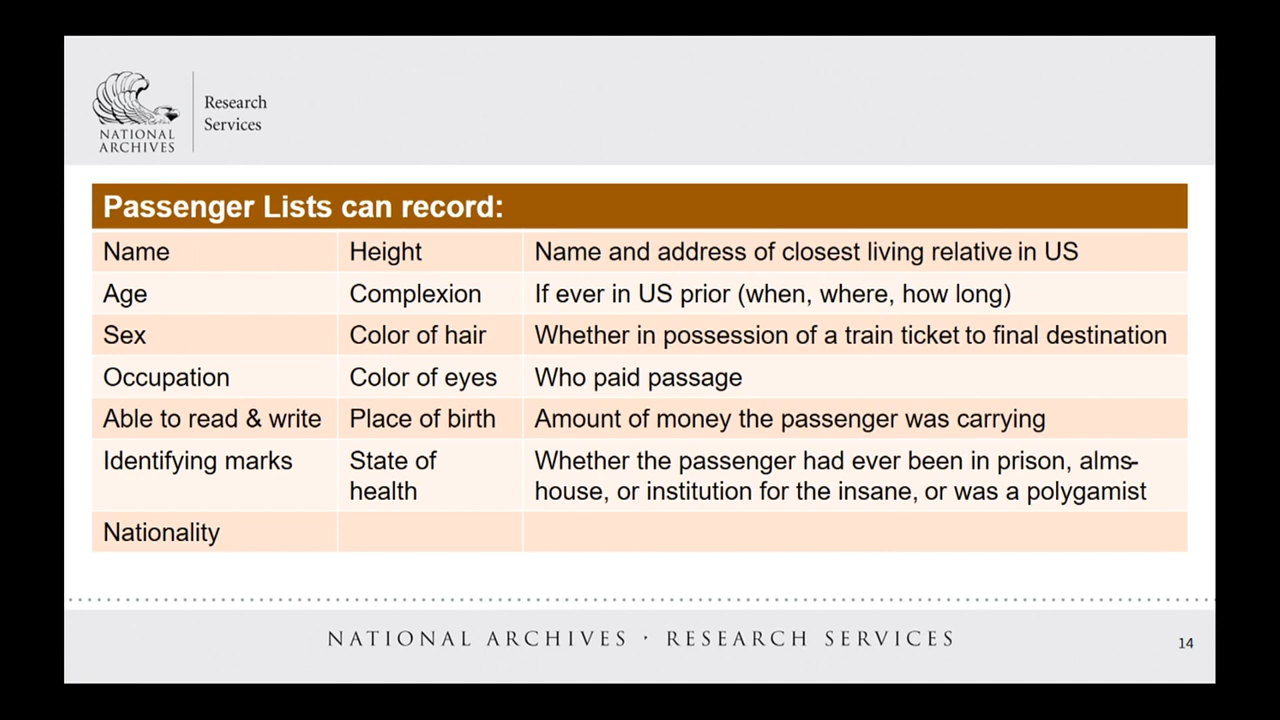 NATIONAL
ARCHIVES
Research
Services
Passenger Lists can record:
Name
Height
Name and address of closest living relative in US
Age
Complexion
If ever in US prior (when, where, how long)
Sex
Color of hair
Whether in possession of a train ticket to final destination
Occupation
Color of eyes
Who paid passage
Able to read & write
Place of birth
Amount of money the passenger was carrying
Identifying marks
State of
health
Whether the passenger had ever been in prison, alms-
house, or institution for the insane, or was a polygamist
Nationality
NATIONAL ARCHIVES · RESEARCH SERVICES
14